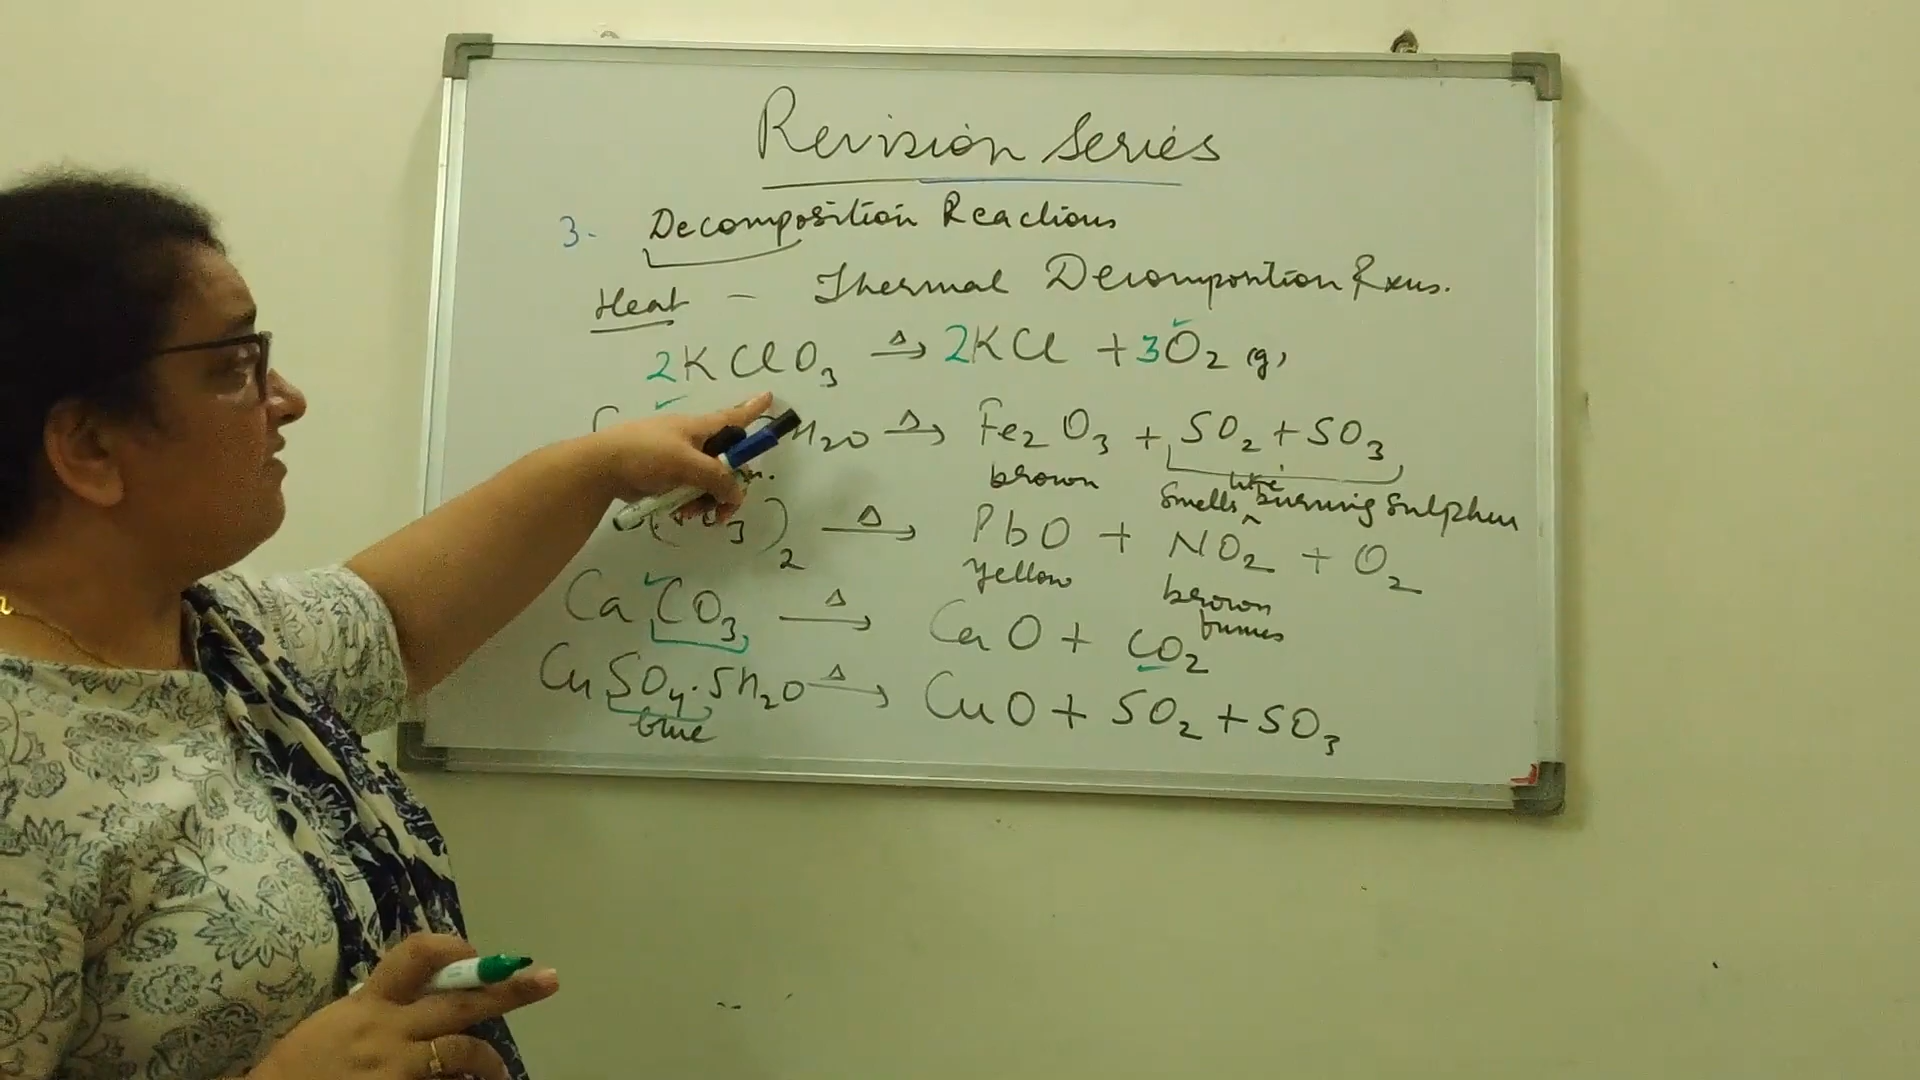 Revision Series
3. Decomposition Reactions
Heat - Thermal Decomposition Rxns.
2KClO3 Δ→ 2KCl + 3O2 (g)
H2O Δ→ Fe2O3 + SO2 + SO3
brown
Smells like burning Sulphur
O3)2 Δ→ PbO + NO2 + O2
yellow
brown fumes
CaCO3 Δ→ CaO + CO2
CuSO4.5H2O Δ→ CuO + SO2 + SO3
blue